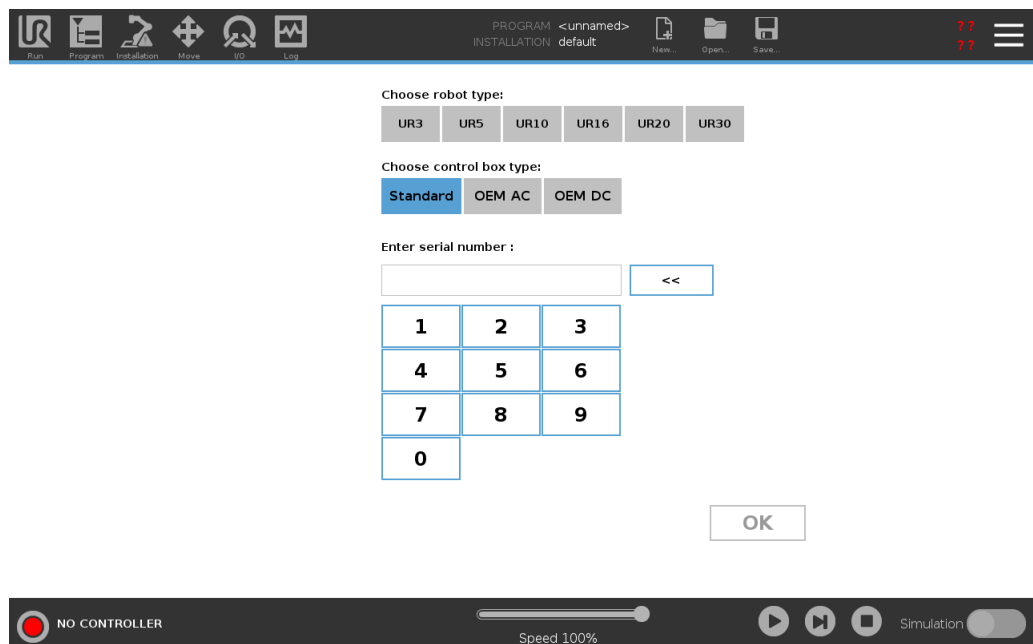 PROGRAM <unnamed>
INSTALLATION default
? ?
? ?
Run Program Installation Move I/O Log New... Open... Save...
Choose robot type:
UR3 UR5 UR10 UR16 UR20 UR30
Choose control box type:
Standard OEM AC OEM DC
Enter serial number :
<<
1 2 3
4 5 6
7 8 9
0
OK
NO CONTROLLER
Speed 100%
Simulation